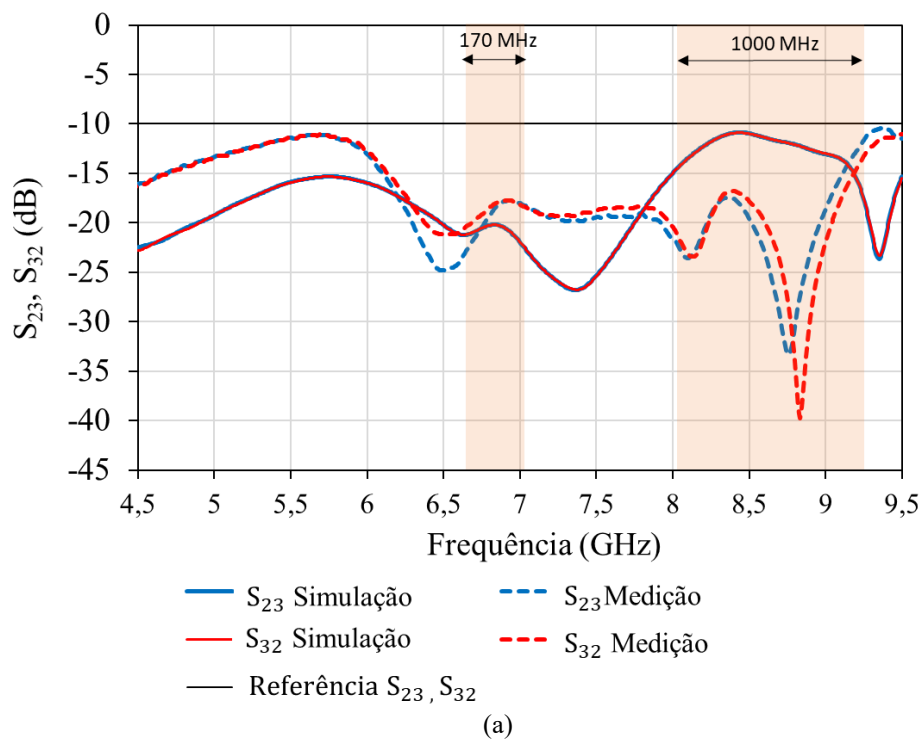 0
170 MHz
1000 MHz
-5
-10
-15
-20
-25
-30
-35
-40
-45
S₂₃, S₃₂ (dB)
4,5 5 5,5 6 6,5 7 7,5 8 8,5 9 9,5
Frequência (GHz)
S₂₃ Simulação S₂₃Medição
S₃₂ Simulação S₃₂ Medição
Referência S₂₃ , S₃₂
(a)